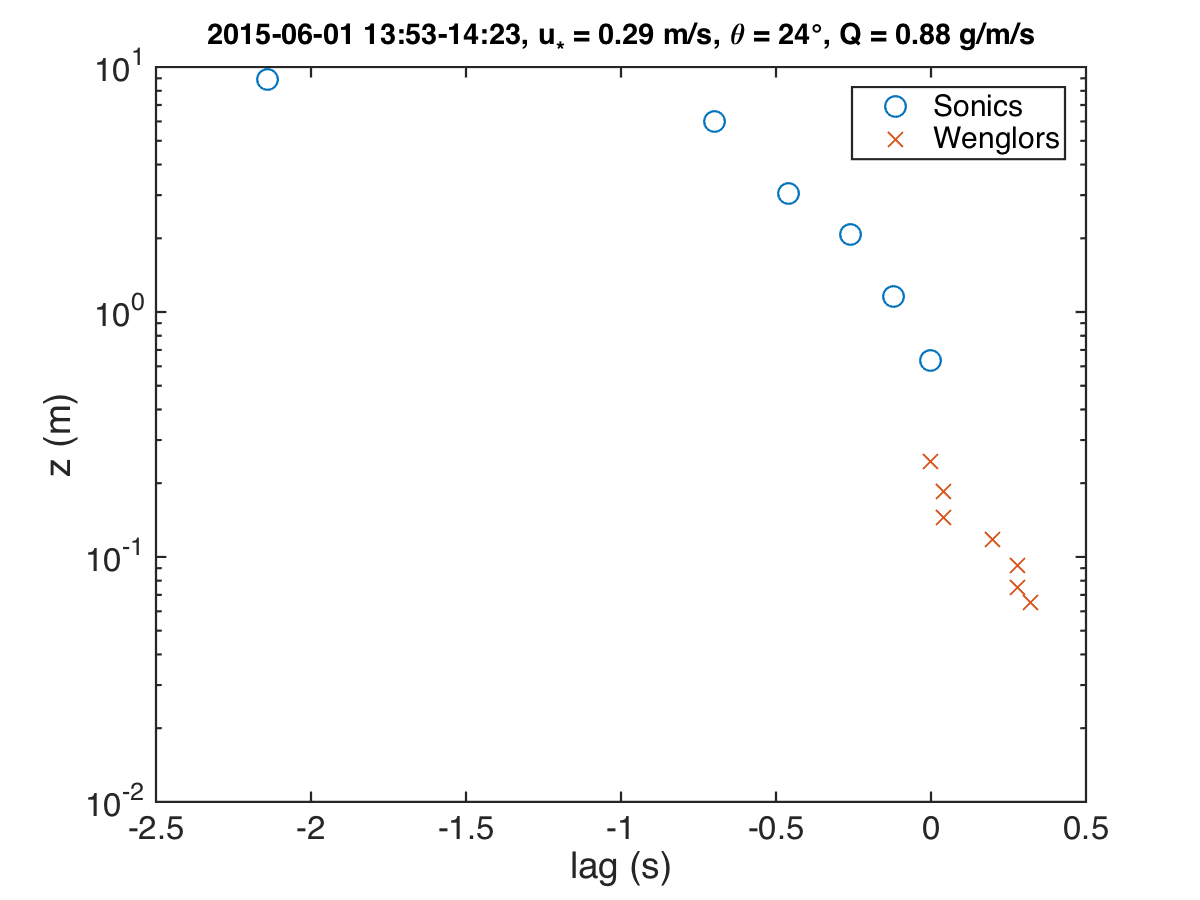 2015-06-01 13:53-14:23, u* = 0.29 m/s, θ = 24°, Q = 0.88 g/m/s
10^1
10^0
10^-1
10^-2
z (m)
Sonics
Wenglors
-2.5 -2 -1.5 -1 -0.5 0 0.5
lag (s)